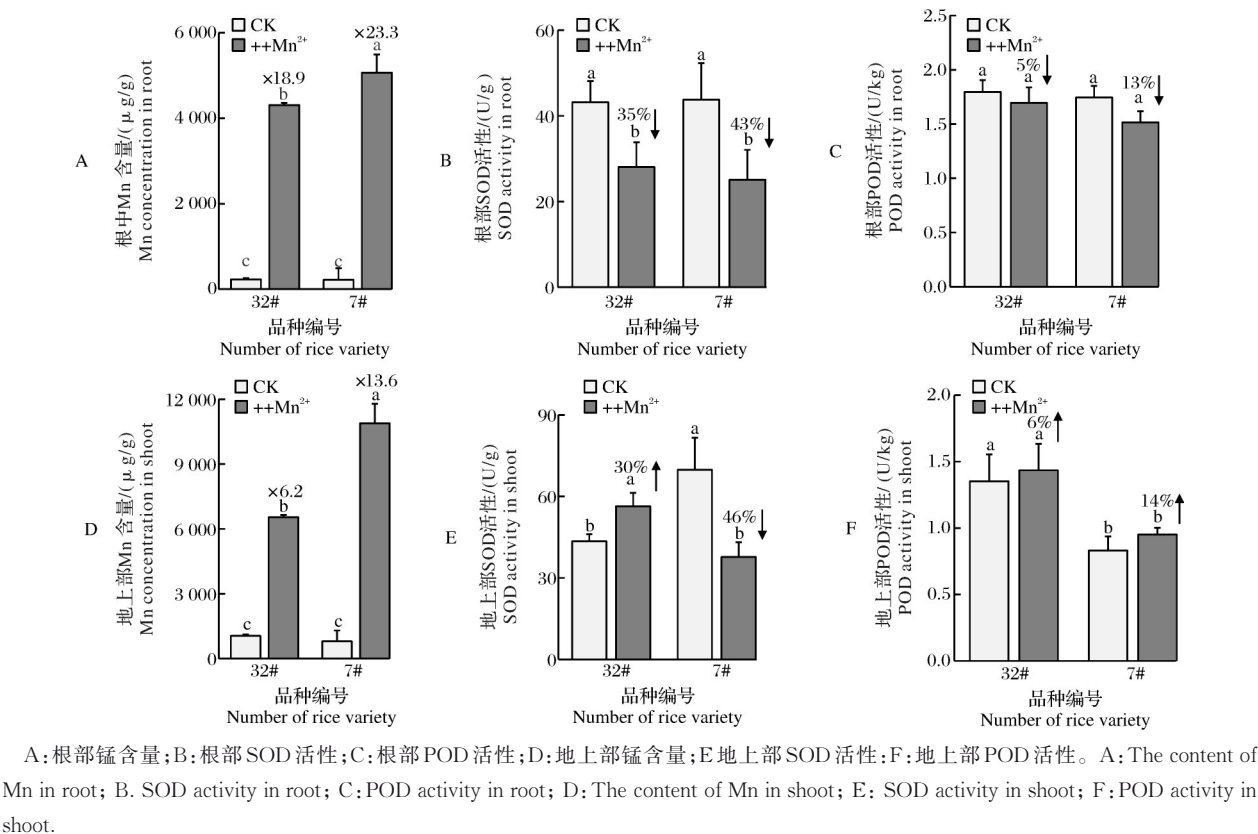 A
根中Mn 含量/(μg/g)
Mn concentration in root
6 000
4 000
2 000
0
CK
++Mn²⁺
×18.9
×23.3
c
b
c
a
32#
7#
品种编号
Number of rice variety
B
根部SOD活性/(U/g)
SOD activity in root
60
40
20
0
CK
++Mn²⁺
a
35%
b
a
43%
b
32#
7#
品种编号
Number of rice variety
C
根部POD活性/(U/kg)
POD activity in root
2.5
2.0
1.5
1.0
0.5
0.0
CK
++Mn²⁺
a
5%
a
a
13%
a
32#
7#
品种编号
Number of rice variety
D
地上部Mn 含量/(μg/g)
Mn concentration in shoot
12 000
9 000
6 000
3 000
0
CK
++Mn²⁺
×6.2
×13.6
c
b
c
a
32#
7#
品种编号
Number of rice variety
E
地上部SOD活性/(U/g)
SOD activity in shoot
90
60
30
0
CK
++Mn²⁺
b
30%
a
a
46%
b
32#
7#
品种编号
Number of rice variety
F
地上部POD活性/ (U/kg)
POD activity in shoot
2.0
1.5
1.0
0.5
0.0
CK
++Mn²⁺
a
6%
a
b
14%
b
32#
7#
品种编号
Number of rice variety
A:根部锰含量;B:根部SOD活性;C:根部POD活性;D:地上部锰含量;E地上部SOD活性:F:地上部POD活性。A: The content of
Mn in root; B. SOD activity in root; C:POD activity in root; D:The content of Mn in shoot; E: SOD activity in shoot; F:POD activity in
shoot.